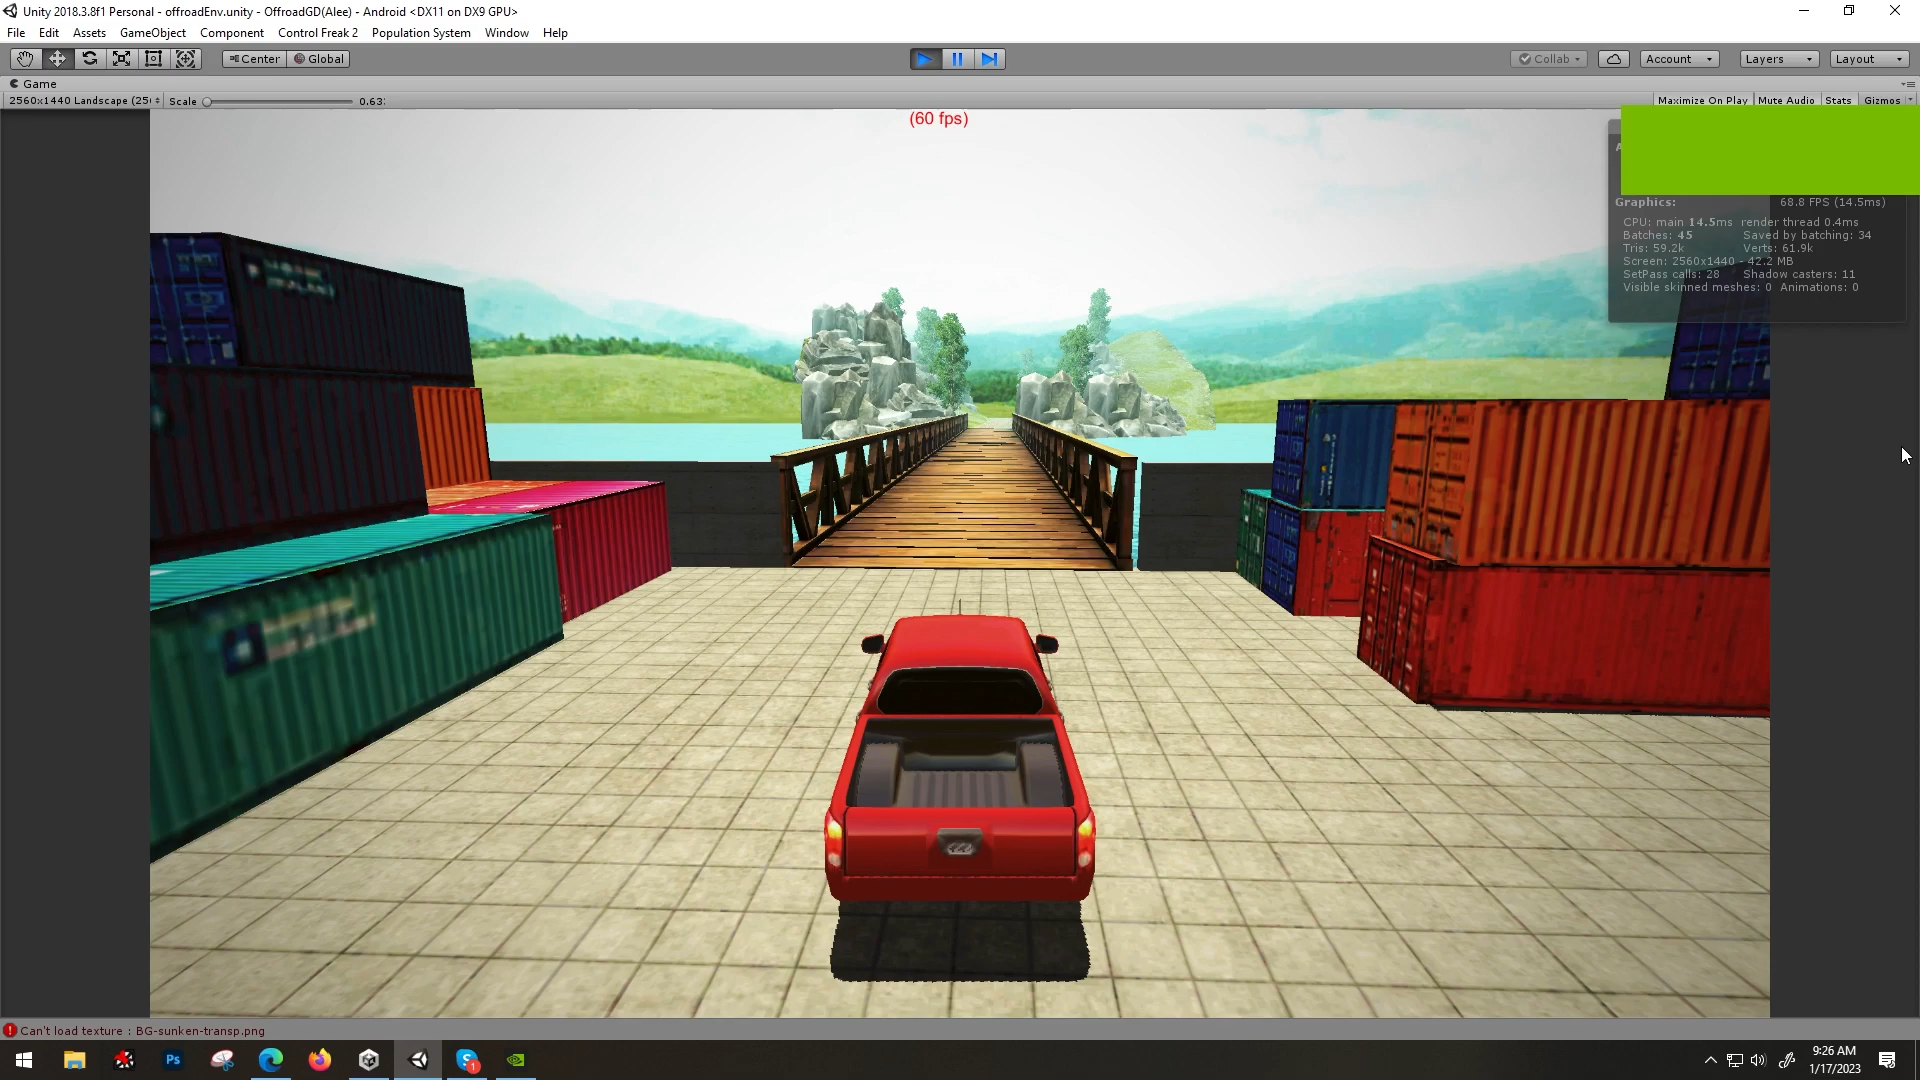 Unity 2018.3.8f1 Personal - offroadEnv.unity - OffroadGD(Alee) - Android <DX11 on DX9 GPU>
File Edit Assets GameObject Component Control Freak 2 Population System Window Help
Center Global Collab Account Layers Layout
Game
2560x1440 Landscape (25 Scale 0.63 Maximize On Play Mute Audio Stats Gizmos
(60 fps)
Graphics: 68.8 FPS (14.5ms)
CPU: main 14.5ms render thread 0.4ms
Batches: 45 Saved by batching: 34
Tris: 59.2k Verts: 61.9k
Screen: 2560x1440 - 42.2 MB
SetPass calls: 28 Shadow casters: 11
Visible skinned meshes: 0 Animations: 0
Can't load texture : BG-sunken-transp.png
Ps
S
1
9:26 AM
1/17/2023